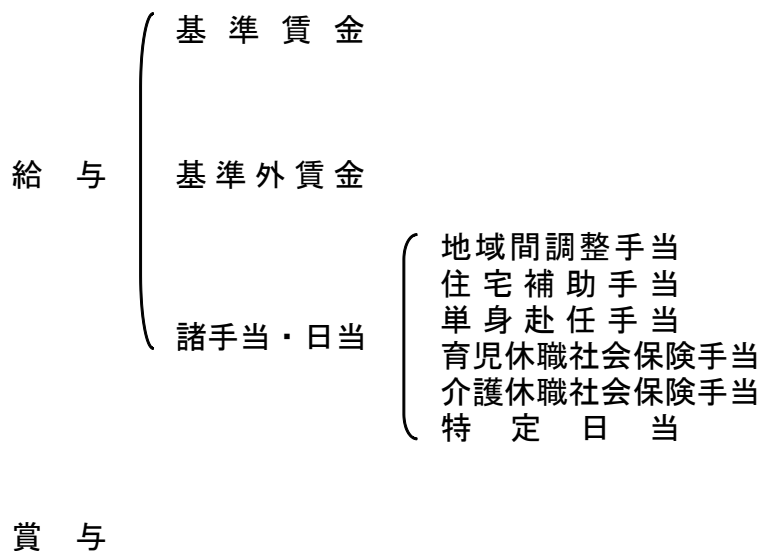 基準賃金
給与
基準外賃金
地域間調整手当
住宅補助手当
単身赴任手当
諸手当・日当
育児休職社会保険手当
介護休職社会保険手当
特定日当
賞与